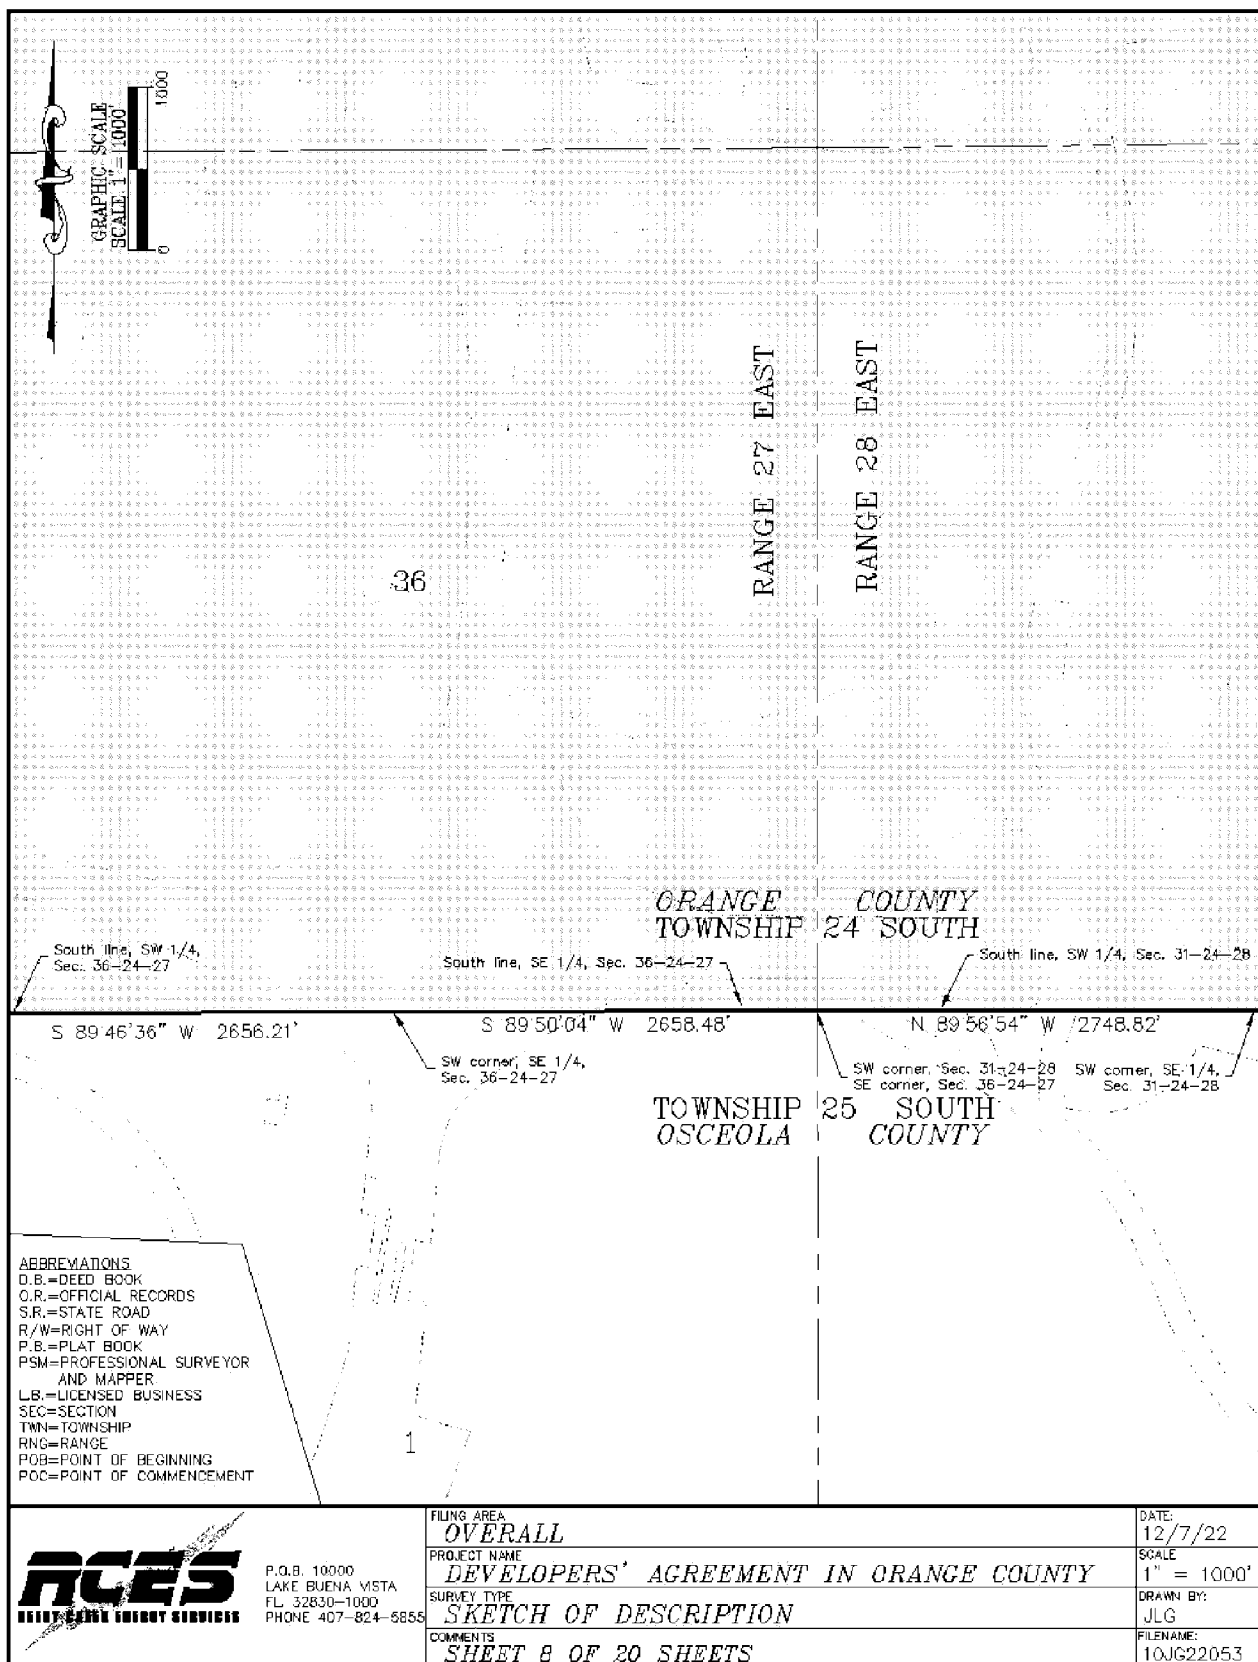 GRAPHIC SCALE
SCALE 1" = 1000'
0
1000
RANGE 27 EAST
RANGE 28 EAST
36
ORANGE COUNTY
TOWNSHIP 24 SOUTH
South line, SW 1/4,
Sec. 36-24-27
South line, SE 1/4, Sec. 36-24-27
South line, SW 1/4, Sec. 31-24-28
S 89°46'36" W 2656.21'
S 89°50'04" W 2658.48'
N 89°56'54" W 2748.82'
SW corner, SE 1/4,
Sec. 36-24-27
SW corner, Sec. 31-24-28
SE corner, Sec. 36-24-27
SW corner, SE 1/4,
Sec. 31-24-28
TOWNSHIP 25 SOUTH
OSCEOLA COUNTY
ABBREVIATIONS
D.B.=DEED BOOK
O.R.=OFFICIAL RECORDS
S.R.=STATE ROAD
R/W=RIGHT OF WAY
P.B.=PLAT BOOK
PSM=PROFESSIONAL SURVEYOR
AND MAPPER
L.B.=LICENSED BUSINESS
SEC=SECTION
TWN=TOWNSHIP
RNG=RANGE
POB=POINT OF BEGINNING
POC=POINT OF COMMENCEMENT
1
RCES
REEDY CREEK ENERGY SERVICES
P.O.B. 10000
LAKE BUENA VISTA
FL 32830-1000
PHONE 407-824-5855
FILING AREA
OVERALL
PROJECT NAME
DEVELOPERS' AGREEMENT IN ORANGE COUNTY
SURVEY TYPE
SKETCH OF DESCRIPTION
COMMENTS
SHEET 8 OF 20 SHEETS
DATE:
12/7/22
SCALE
1" = 1000'
DRAWN BY:
JLG
FILENAME:
10JG22053